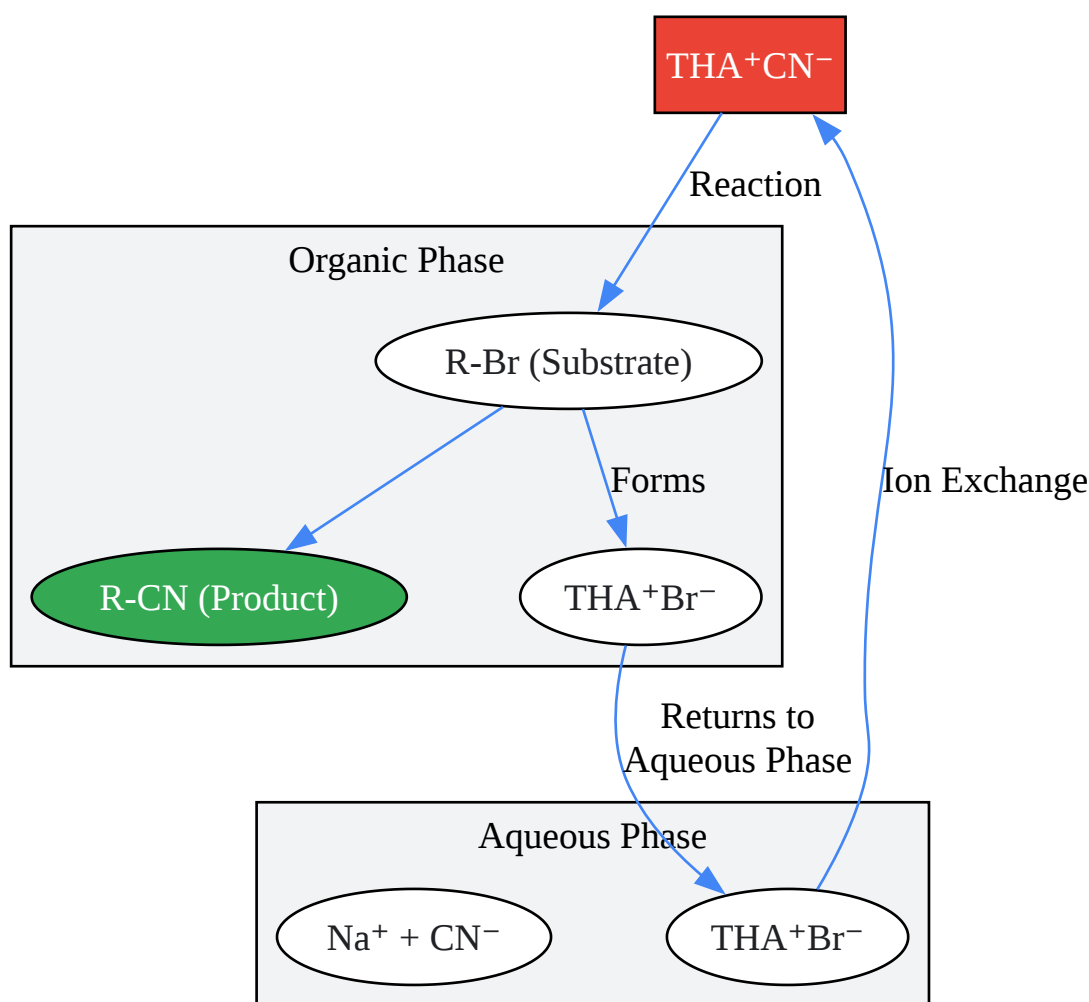 THA⁺CN⁻
Reaction
Organic Phase
R-Br (Substrate)
Forms
Ion Exchange
R-CN (Product)
THA⁺Br⁻
Returns to
Aqueous Phase
Aqueous Phase
Na⁺ + CN⁻
THA⁺Br⁻